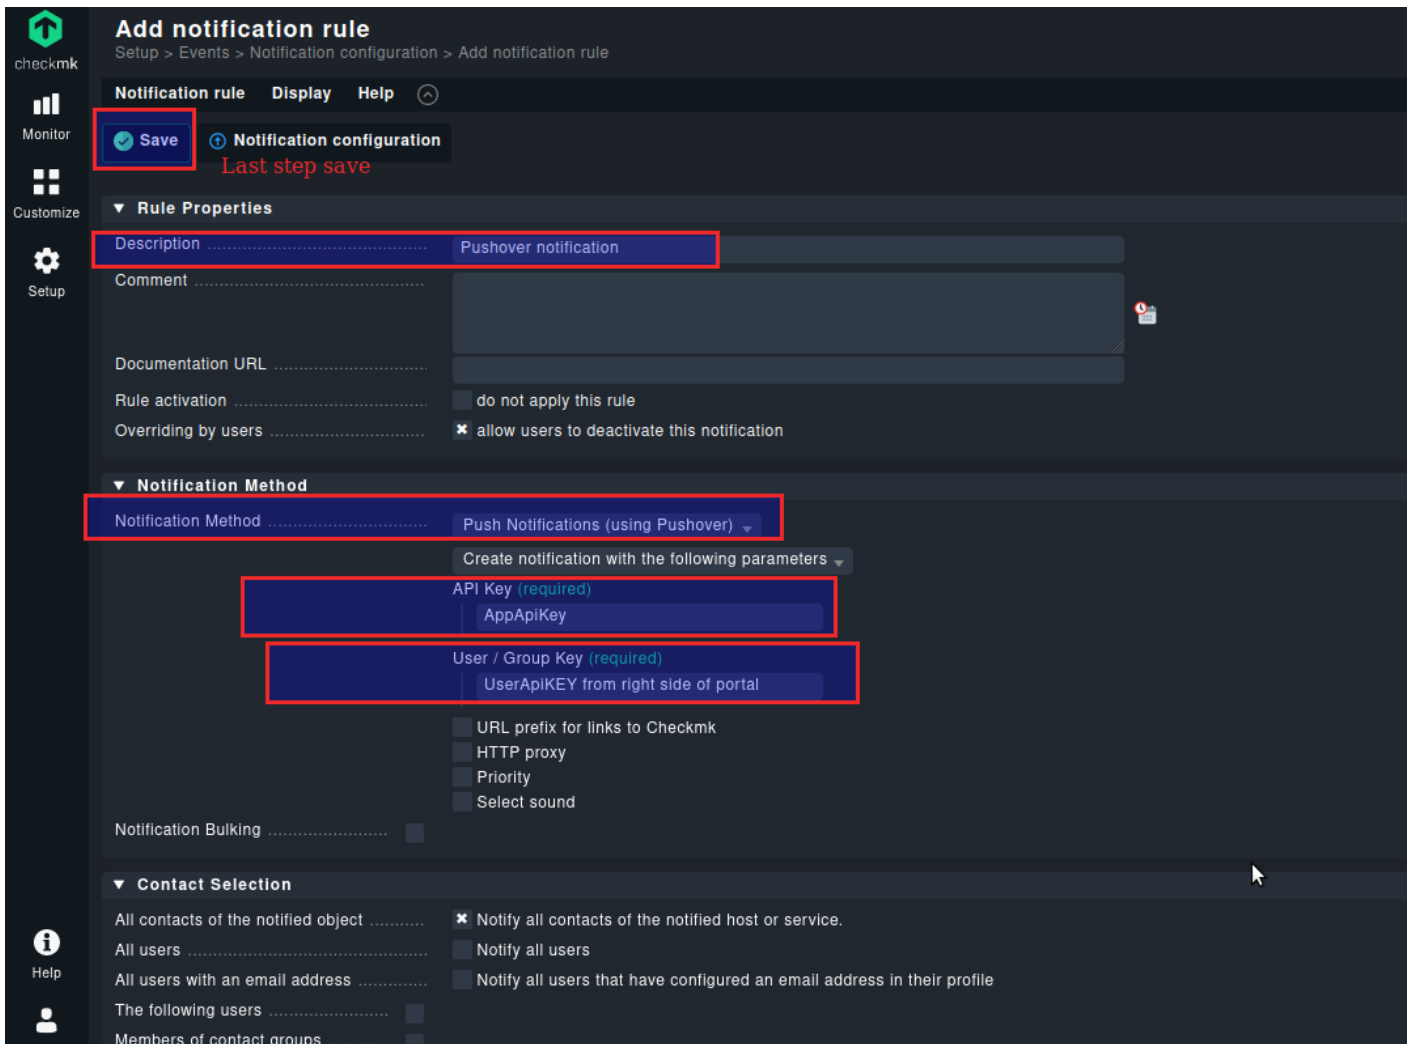 Add notification rule
Setup > Events > Notification configuration > Add notification rule
checkmk
Notification rule Display Help
Monitor
Save Notification configuration
Last step save
Customize
Rule Properties
Description Pushover notification
Comment
Setup
Documentation URL
Rule activation do not apply this rule
Overriding by users allow users to deactivate this notification
Notification Method
Notification Method Push Notifications (using Pushover)
Create notification with the following parameters
API Key (required)
AppApiKey
User / Group Key (required)
UserApiKEY from right side of portal
URL prefix for links to Checkmk
HTTP proxy
Priority
Select sound
Notification Bulking
Contact Selection
All contacts of the notified object Notify all contacts of the notified host or service.
All users Notify all users
Help
All users with an email address Notify all users that have configured an email address in their profile
The following users
Members of contact groups